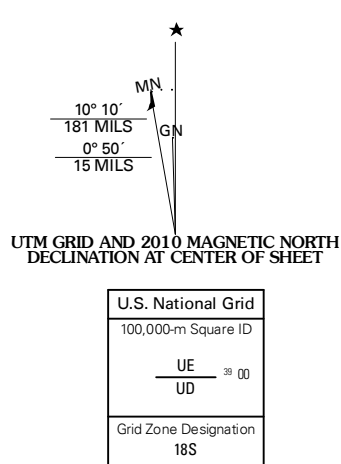 ★
MN
10° 10´
181 MILS
GN
0° 50´
15 MILS
UTM GRID AND 2010 MAGNETIC NORTH
DECLINATION AT CENTER OF SHEET
U.S. National Grid
100,000-m Square ID
UE
39 00
UD
Grid Zone Designation
18S